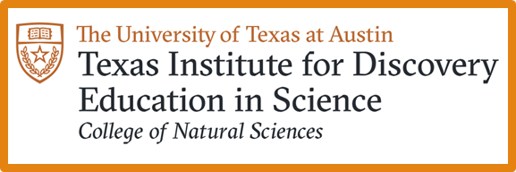 The University of Texas at Austin
Texas Institute for Discovery
Education in Science
College of Natural Sciences